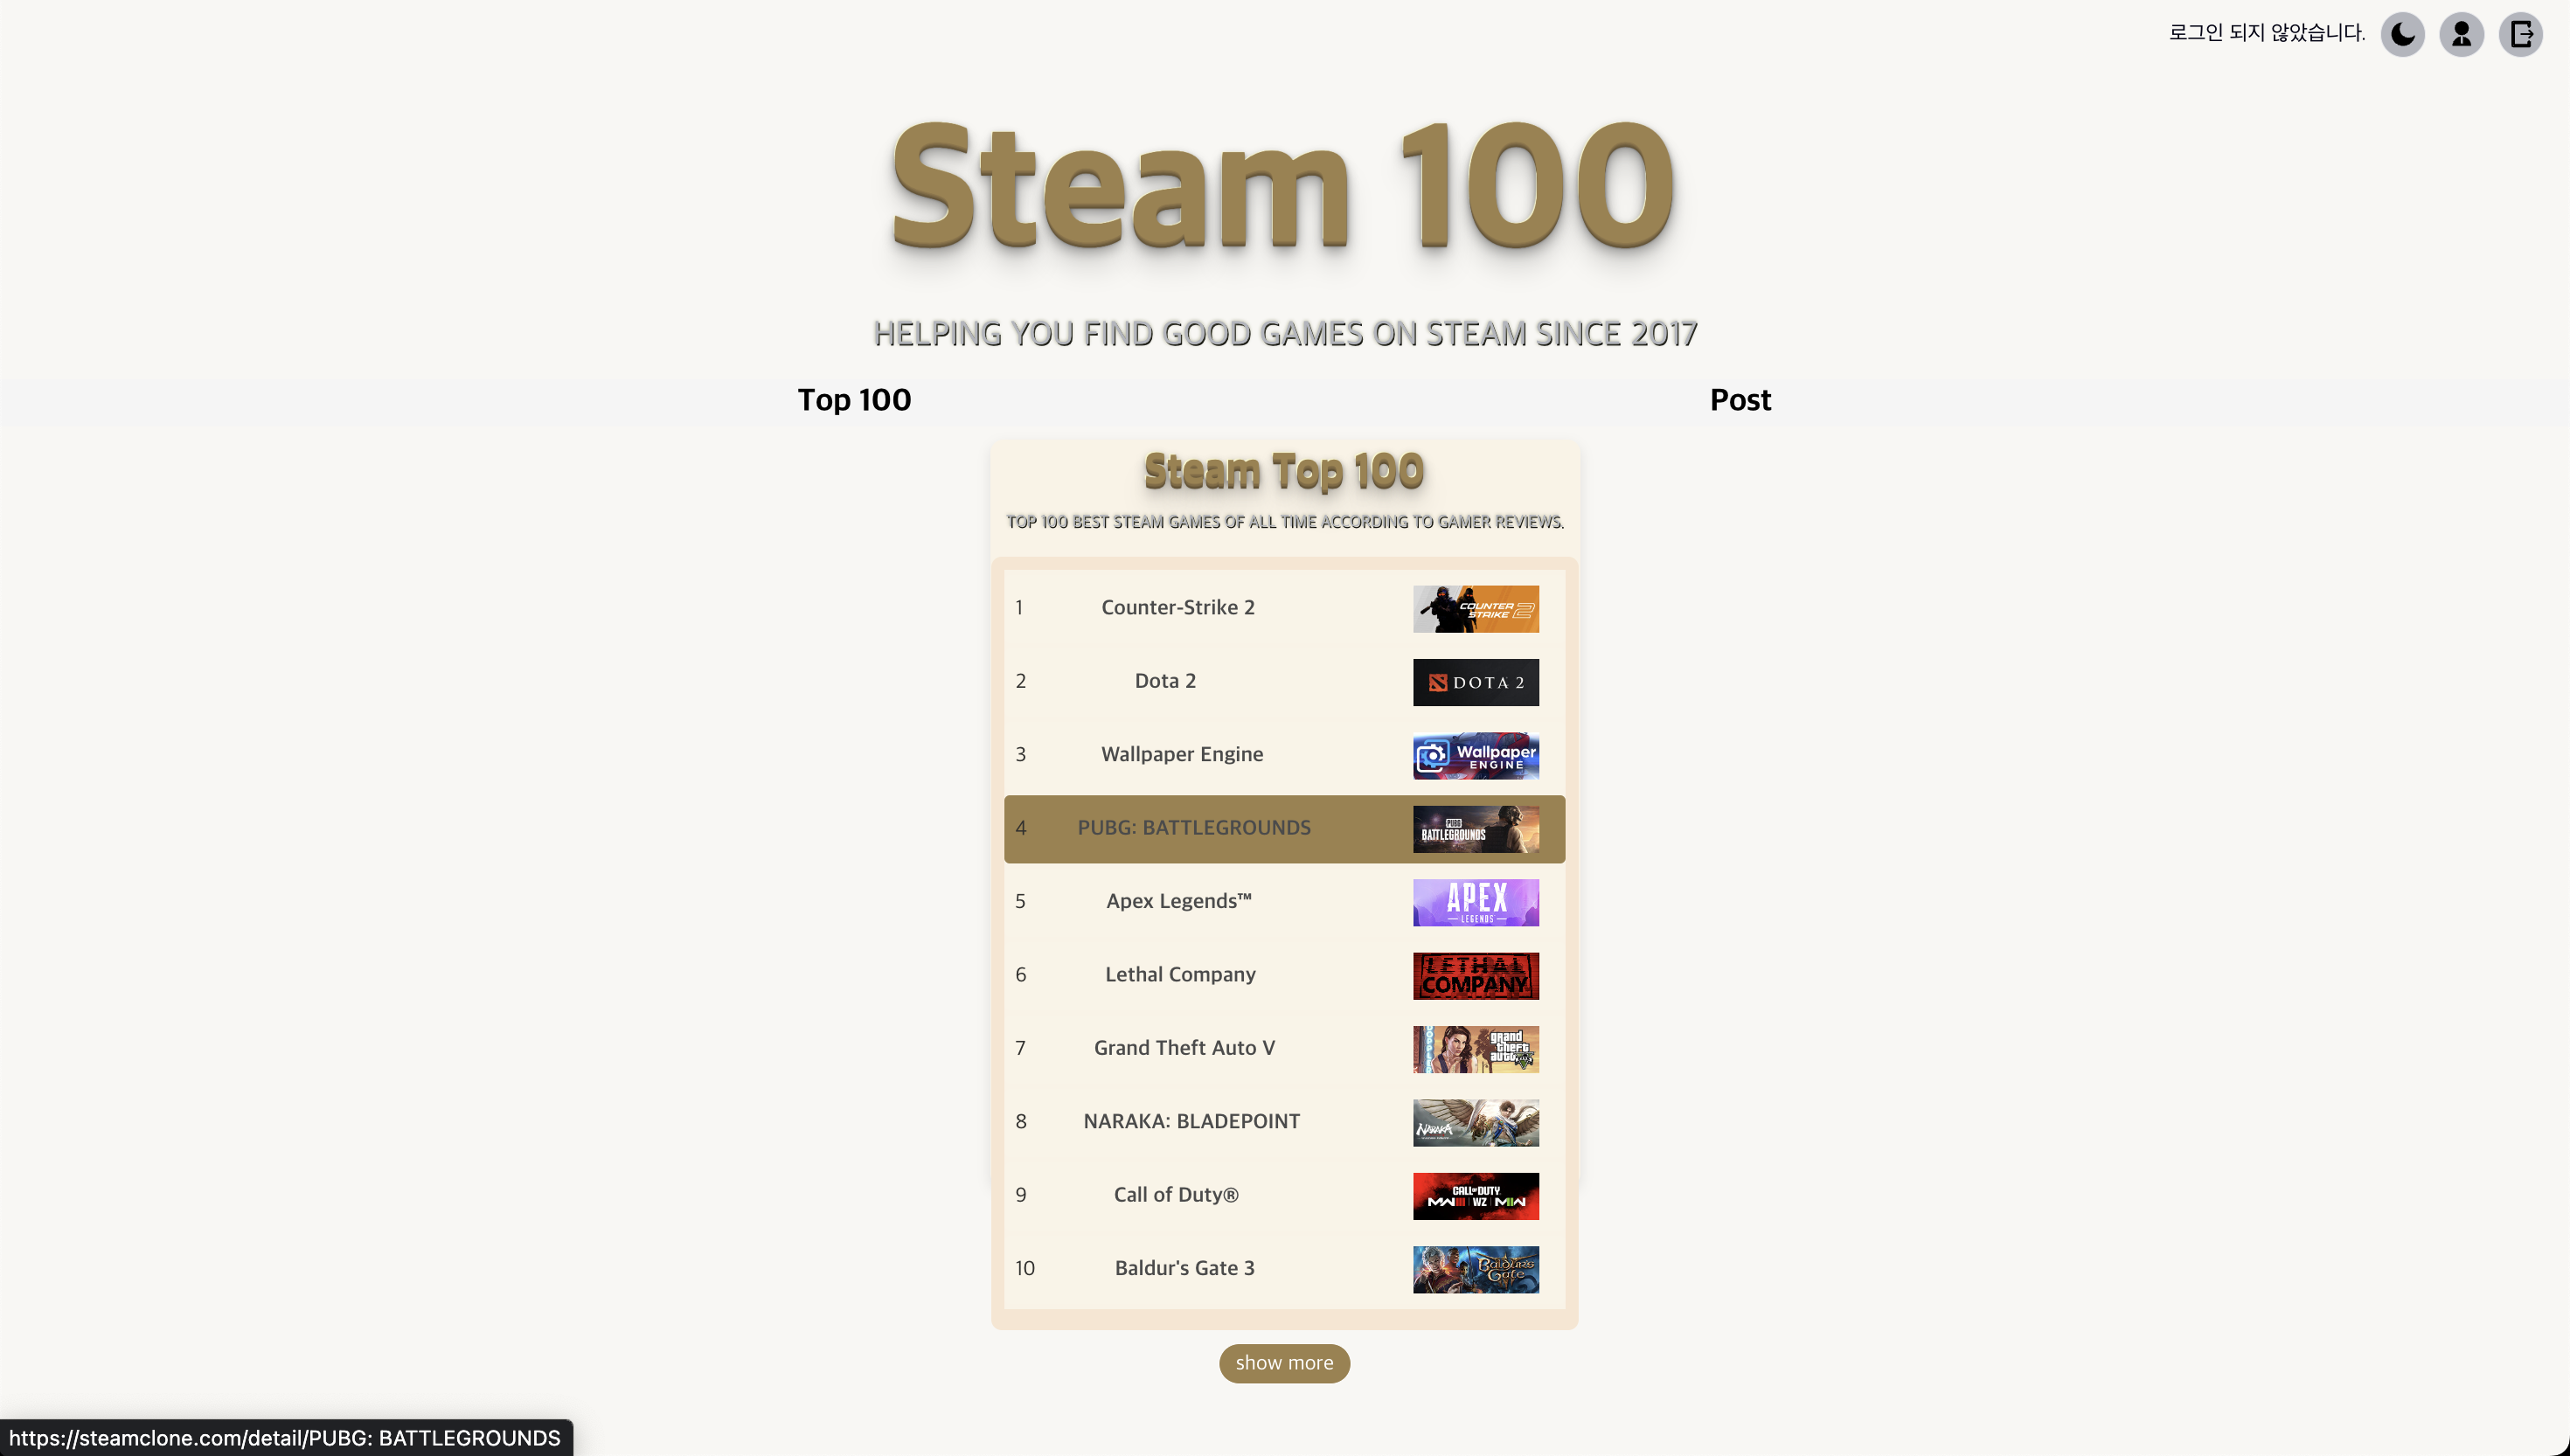 로그인 되지 않았습니다.
Steam 100
HELPING YOU FIND GOOD GAMES ON STEAM SINCE 2017
Top 100 Post
Steam Top 100
TOP 100 BEST STEAM GAMES OF ALL TIME ACCORDING TO GAMER REVIEWS.
1 Counter-Strike 2 COUNTER STRIKE 2
2 Dota 2 DOTA 2
3 Wallpaper Engine Wallpaper ENGINE
4 PUBG: BATTLEGROUNDS PUBG BATTLEGROUNDS
5 Apex Legends™ APEX LEGENDS
6 Lethal Company LETHAL COMPANY
7 Grand Theft Auto V grand theft auto V
8 NARAKA: BLADEPOINT NARAKA
9 Call of Duty® CALL OF DUTY MWIII WZ MWII
10 Baldur's Gate 3 Baldur's Gate
show more
https://steamclone.com/detail/PUBG: BATTLEGROUNDS